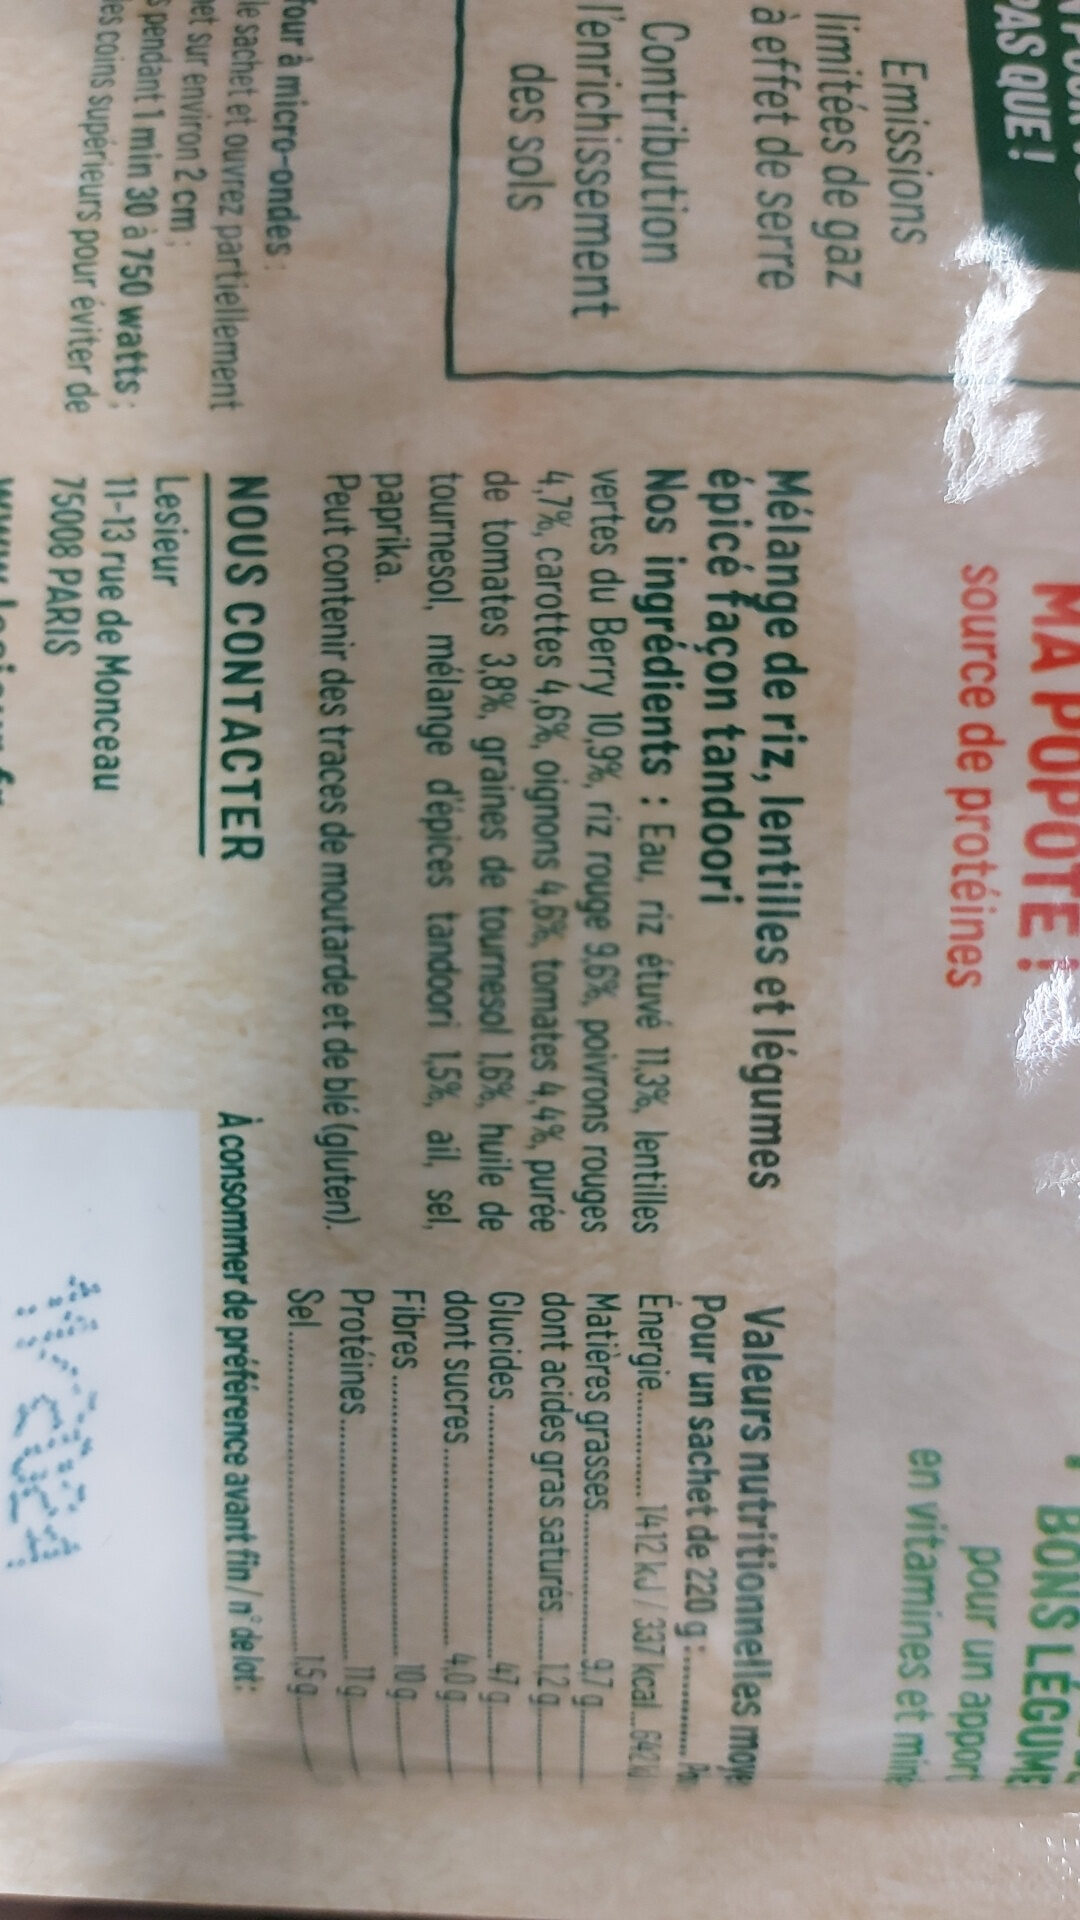 PAS QUE !
Emissions
limitées de gaz
à effet de serre
Contribution
l'enrichissement
des sols
four à micro-ondes :
le sachet et ouvrez partiellement
et sur environ 2 cm ;
pendant 1 min 30 à 750 watts ;
les coins supérieurs pour éviter de
MA POPOTE !
source de protéines
BONS LÉGUME
pour un apport
en vitamines et
Mélange de riz, lentilles et légumes
épicé façon tandoori
Nos ingrédients : Eau, riz étuvé 11,3%, lentilles
vertes du Berry 10,9%, riz rouge 9,6%, poivrons rouges
4,7%, carottes 4,6%, oignons 4,6%, tomates 4,4%, purée
de tomates 3,8%, graines de tournesol 1,6%, huile de
tournesol, mélange d'épices tandoori 1,5%, ail, sel,
paprika.
Peut contenir des traces de moutarde et de blé (gluten).
Valeurs nutritionnelles
Pour un sachet de 220 g :
Énergie............ 1412 kJ / 337 kcal
Matières grasses............ 9,7 g
dont acides gras saturés...... 1,2 g
Glucides............ 47 g
dont sucres............ 4,0 g
Fibres............ 10 g
Protéines............ 11 g
Sel............ 1,5 g
NOUS CONTACTER
Lesieur
11-13 rue de Monceau
75008 PARIS
À consommer de préférence avant fin / n° de lot :